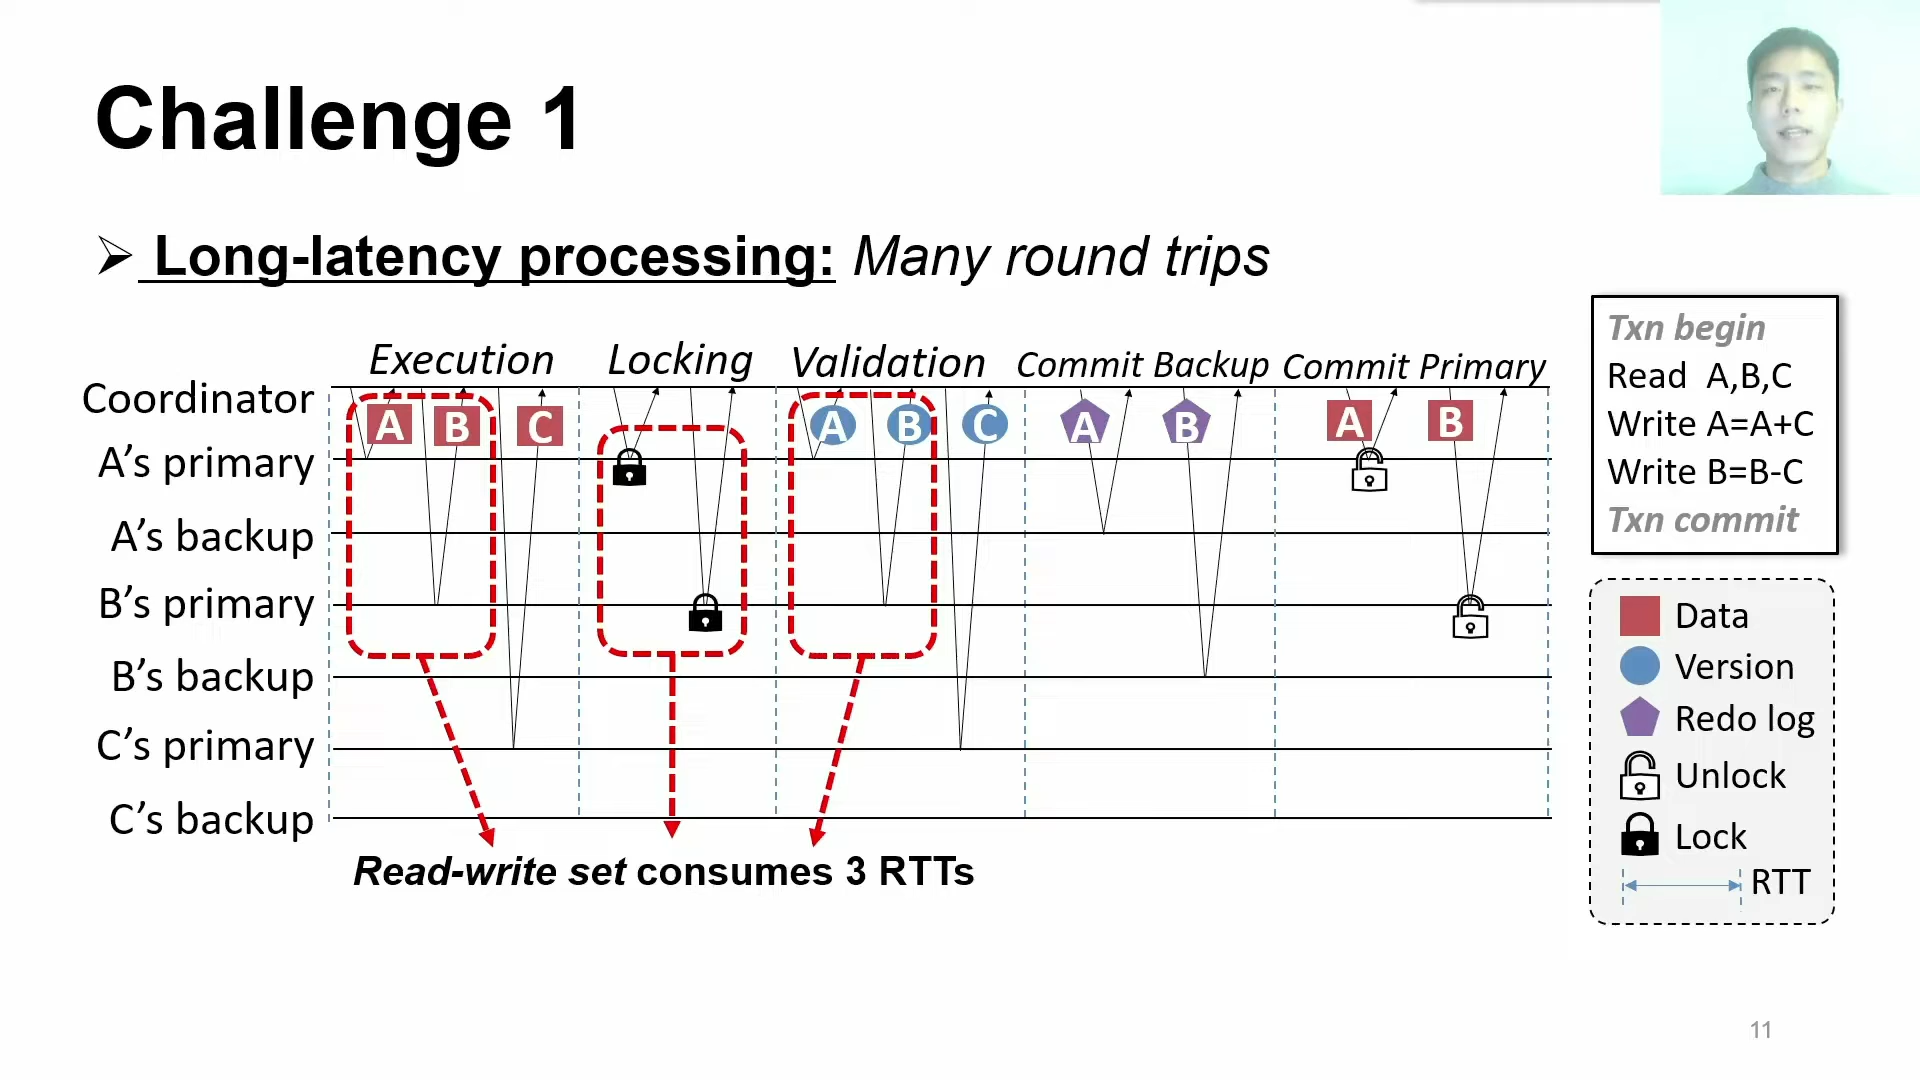 Challenge 1
➢ Long-latency processing: Many round trips
Execution Locking Validation Commit Backup Commit Primary
Coordinator
A B C A B C A B A B
A’s primary
A’s backup
B’s primary
B’s backup
C’s primary
C’s backup
Read-write set consumes 3 RTTs
Txn begin
Read A,B,C
Write A=A+C
Write B=B-C
Txn commit
Data
Version
Redo log
Unlock
Lock
RTT
11